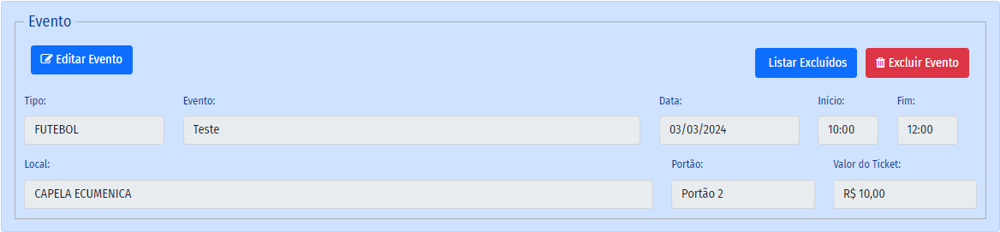 Evento
Editar Evento
Listar Excluídos
Excluir Evento
Tipo: Evento: Data: Início: Fim:
FUTEBOL Teste 03/03/2024 10:00 12:00
Local: Portão: Valor do Ticket:
CAPELA ECUMENICA Portão 2 R$ 10,00